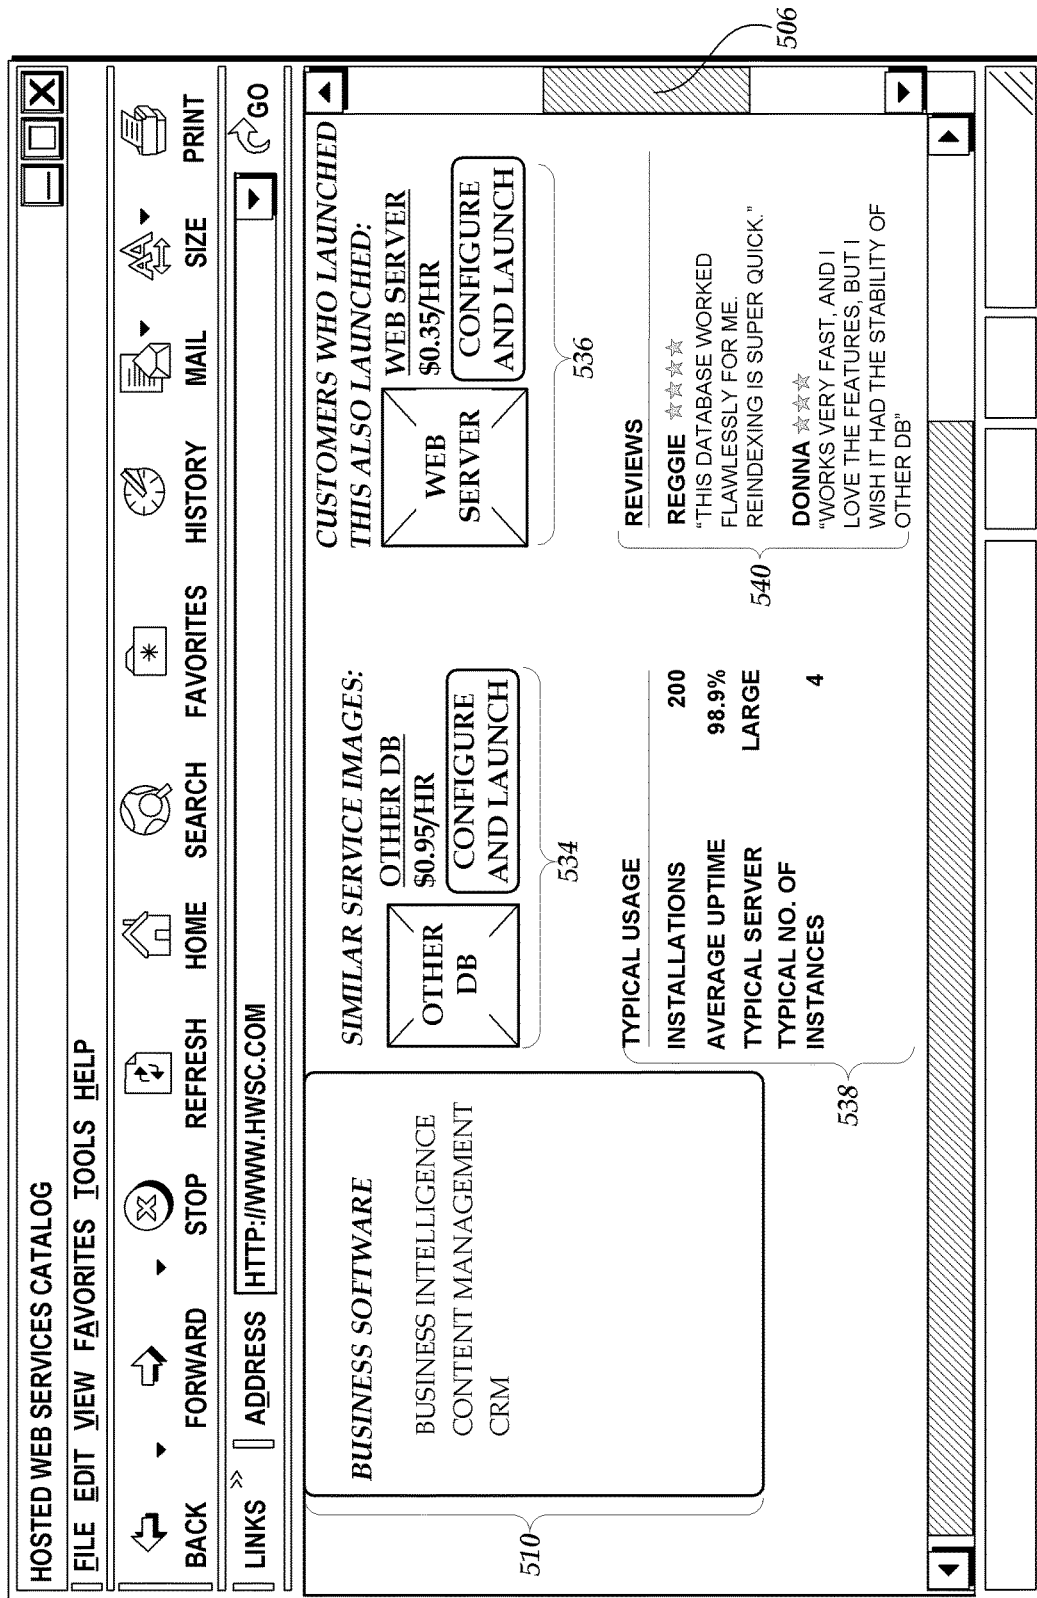 HOSTED WEB SERVICES CATALOG
FILE EDIT VIEW FAVORITES TOOLS HELP
BACK FORWARD STOP REFRESH HOME SEARCH FAVORITES HISTORY MAIL SIZE PRINT
LINKS » ADDRESS HTTP://WWW.HWSC.COM GO
510
BUSINESS SOFTWARE
BUSINESS INTELLIGENCE
CONTENT MANAGEMENT
CRM
SIMILAR SERVICE IMAGES:
OTHER
DB
OTHER DB
$0.95/HR
CONFIGURE
AND LAUNCH
534
CUSTOMERS WHO LAUNCHED
THIS ALSO LAUNCHED:
WEB
SERVER
WEB SERVER
$0.35/HR
CONFIGURE
AND LAUNCH
536
506
TYPICAL USAGE
INSTALLATIONS 200
AVERAGE UPTIME 98.9%
TYPICAL SERVER LARGE
TYPICAL NO. OF
INSTANCES 4
538
REVIEWS
REGGIE ☆☆☆☆
“THIS DATABASE WORKED
FLAWLESSLY FOR ME.
REINDEXING IS SUPER QUICK.”
DONNA ☆☆☆
“WORKS VERY FAST, AND I
LOVE THE FEATURES, BUT I
WISH IT HAD THE STABILITY OF
OTHER DB”
540